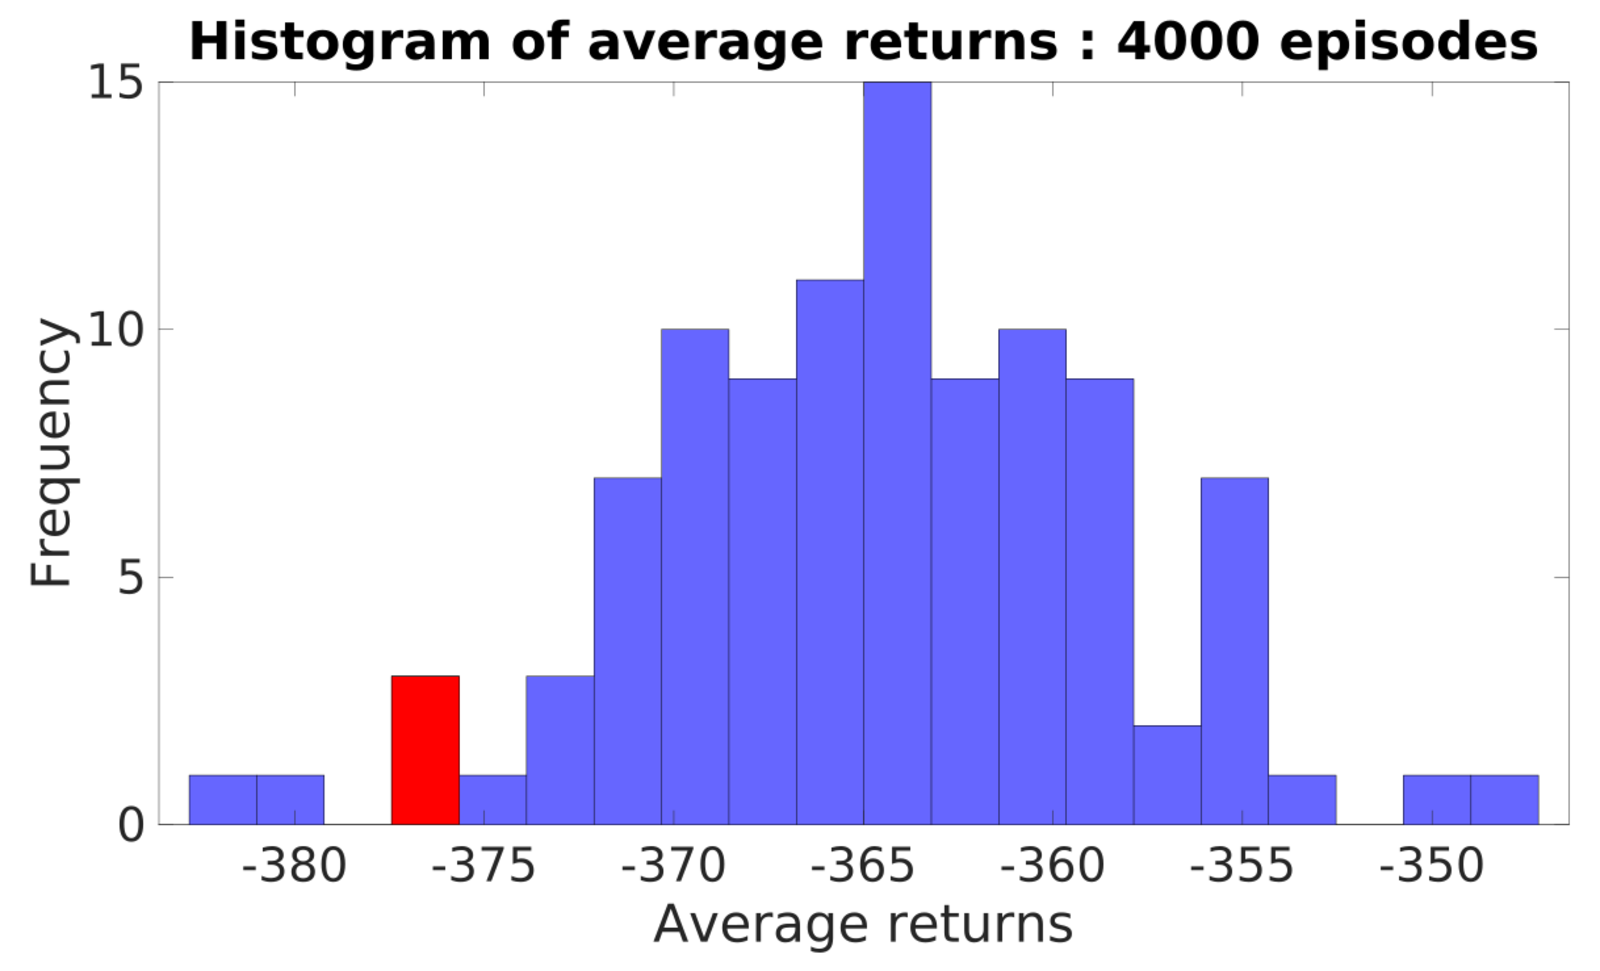 Histogram of average returns : 4000 episodes
15
10
5
0
Frequency
-380 -375 -370 -365 -360 -355 -350
Average returns